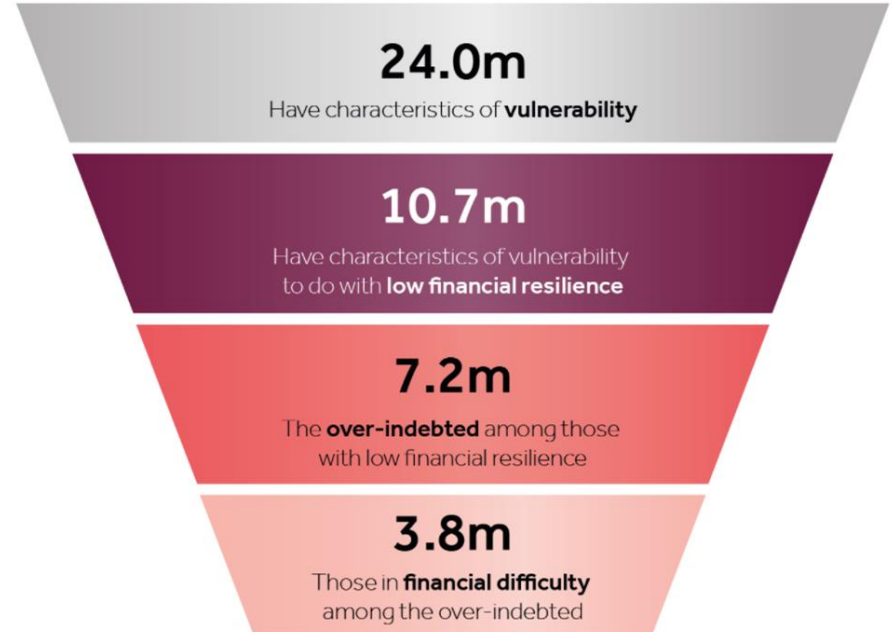 24.0m
Have characteristics of vulnerability
10.7m
Have characteristics of vulnerability
to do with low financial resilience
7.2m
The over-indebted among those
with low financial resilience
3.8m
Those in financial difficulty
among the over-indebted